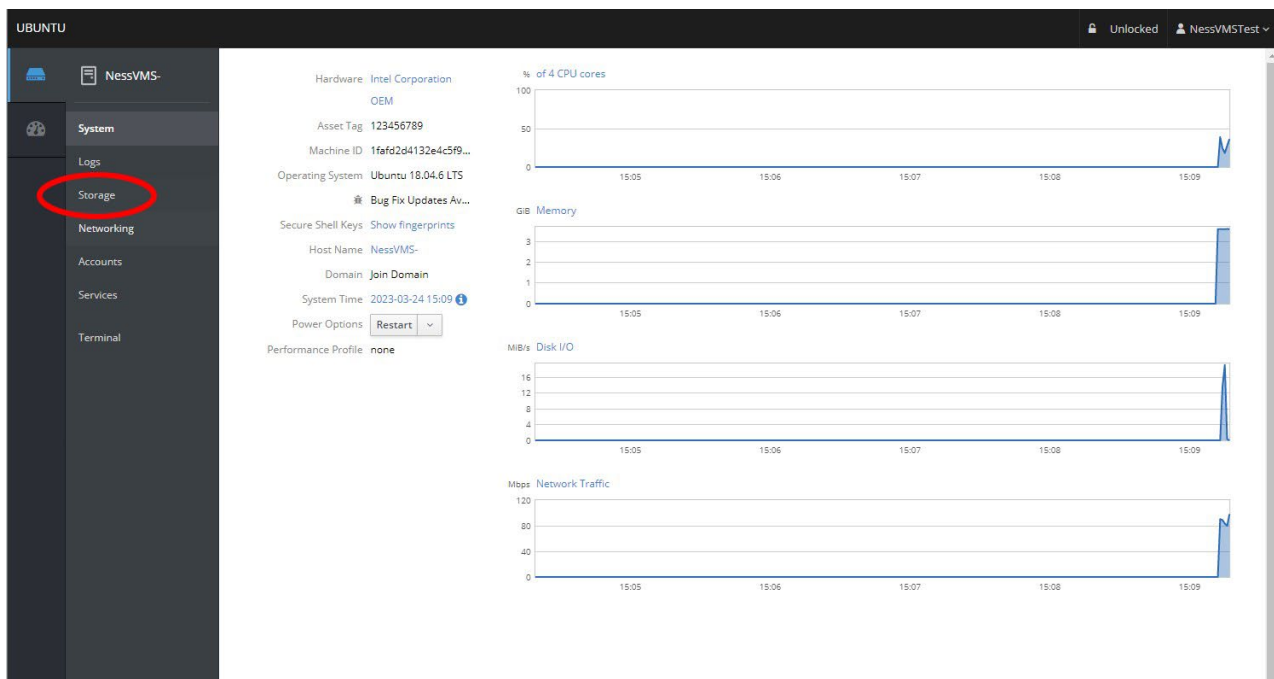 UBUNTU
Unlocked
NessVMSTest
NessVMS-
System
Logs
Storage
Networking
Accounts
Services
Terminal
Hardware Intel Corporation
OEM
Asset Tag 123456789
Machine ID 1fafd2d4132e4c5f9...
Operating System Ubuntu 18.04.6 LTS
Bug Fix Updates Av...
Secure Shell Keys Show fingerprints
Host Name NessVMS-
Domain Join Domain
System Time 2023-03-24 15:09
Power Options Restart
Performance Profile none
% of 4 CPU cores
100
50
0
15:05 15:06 15:07 15:08 15:09
GiB Memory
3
2
1
0
15:05 15:06 15:07 15:08 15:09
MiB/s Disk I/O
16
12
8
4
0
15:05 15:06 15:07 15:08 15:09
Mbps Network Traffic
120
80
40
0
15:05 15:06 15:07 15:08 15:09